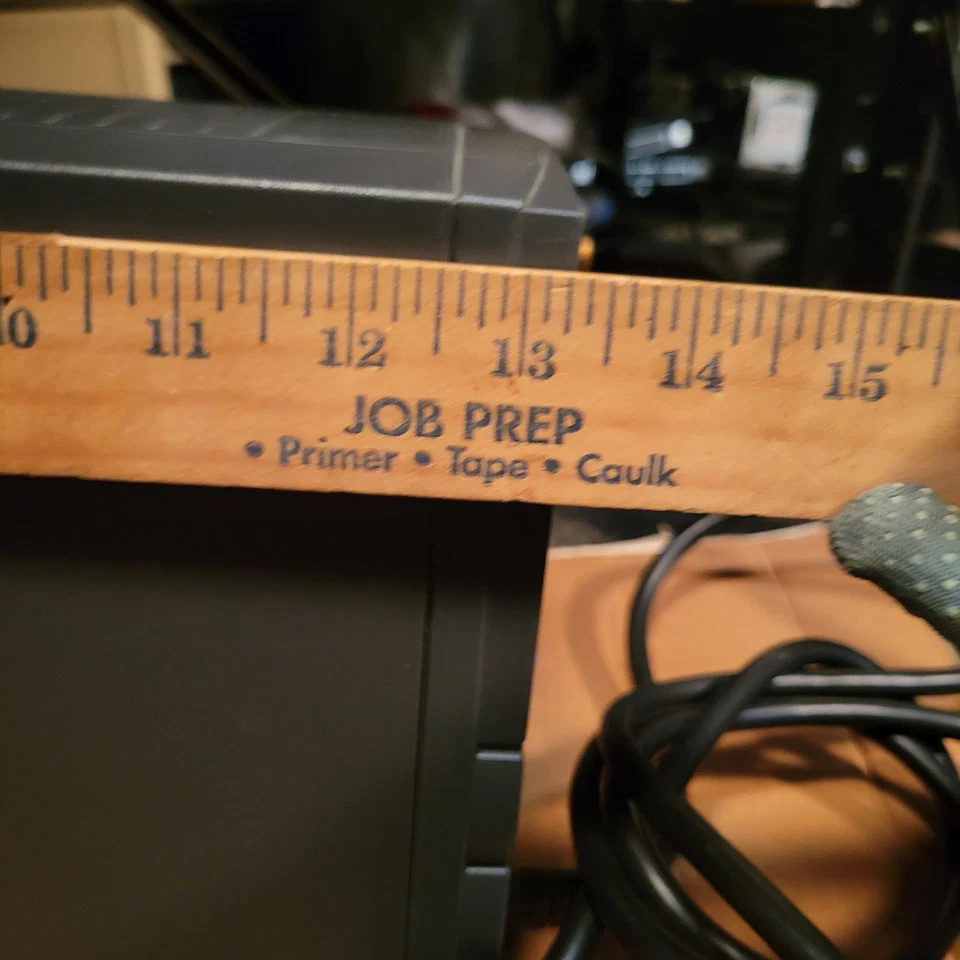 10 11 12 13 14 15
JOB PREP
• Primer • Tape • Caulk